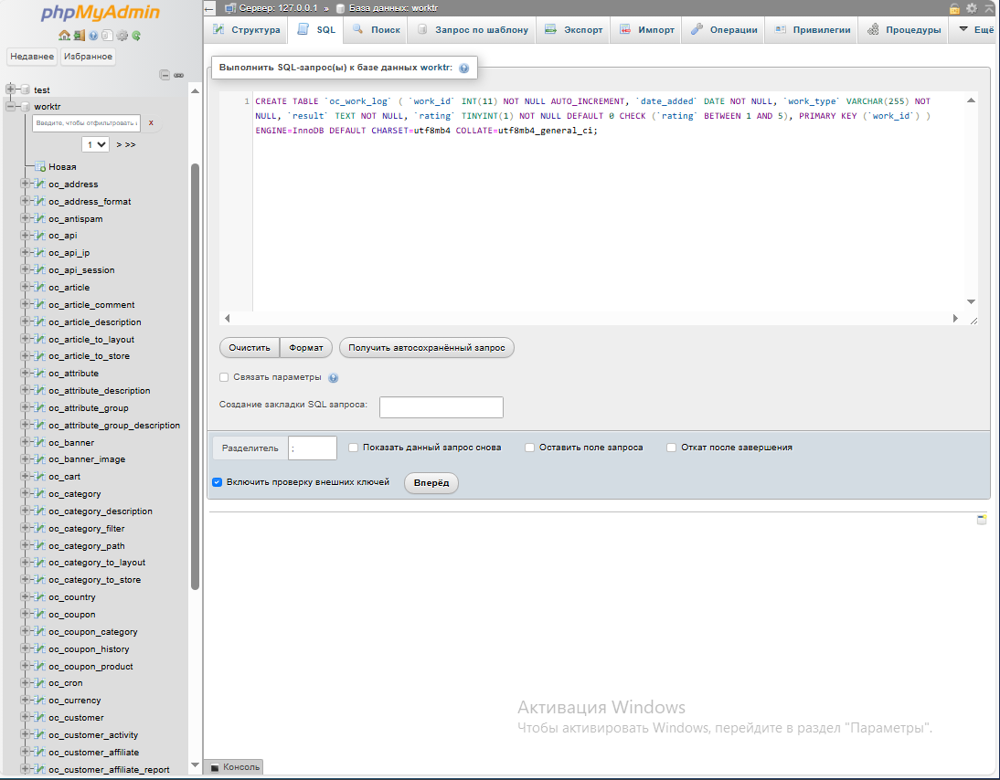 phpMyAdmin
Недавнее Избранное
test
worktr
Введите, чтобы отфильтровать x
1 > >>
Новая
oc_address
oc_address_format
oc_antispam
oc_api
oc_api_ip
oc_api_session
oc_article
oc_article_comment
oc_article_description
oc_article_to_layout
oc_article_to_store
oc_attribute
oc_attribute_description
oc_attribute_group
oc_attribute_group_description
oc_banner
oc_banner_image
oc_cart
oc_category
oc_category_description
oc_category_filter
oc_category_path
oc_category_to_layout
oc_category_to_store
oc_country
oc_coupon
oc_coupon_category
oc_coupon_history
oc_coupon_product
oc_cron
oc_currency
oc_customer
oc_customer_activity
oc_customer_affiliate
oc_customer_affiliate_report
Сервер: 127.0.0.1 » База данных: worktr
Структура SQL Поиск Запрос по шаблону Экспорт Импорт Операции Привилегии Процедуры Ещё
Выполнить SQL-запрос(ы) к базе данных worktr:
1 CREATE TABLE `oc_work_log` ( `work_id` INT(11) NOT NULL AUTO_INCREMENT, `date_added` DATE NOT NULL, `work_type` VARCHAR(255) NOT
NULL, `result` TEXT NOT NULL, `rating` TINYINT(1) NOT NULL DEFAULT 0 CHECK (`rating` BETWEEN 1 AND 5), PRIMARY KEY (`work_id`) )
ENGINE=InnoDB DEFAULT CHARSET=utf8mb4 COLLATE=utf8mb4_general_ci;
Очистить Формат Получить автосохранённый запрос
Связать параметры
Создание закладки SQL запроса:
Разделитель ; Показать данный запрос снова Оставить поле запроса Откат после завершения
Включить проверку внешних ключей Вперёд
Активация Windows
Чтобы активировать Windows, перейдите в раздел "Параметры".
Консоль